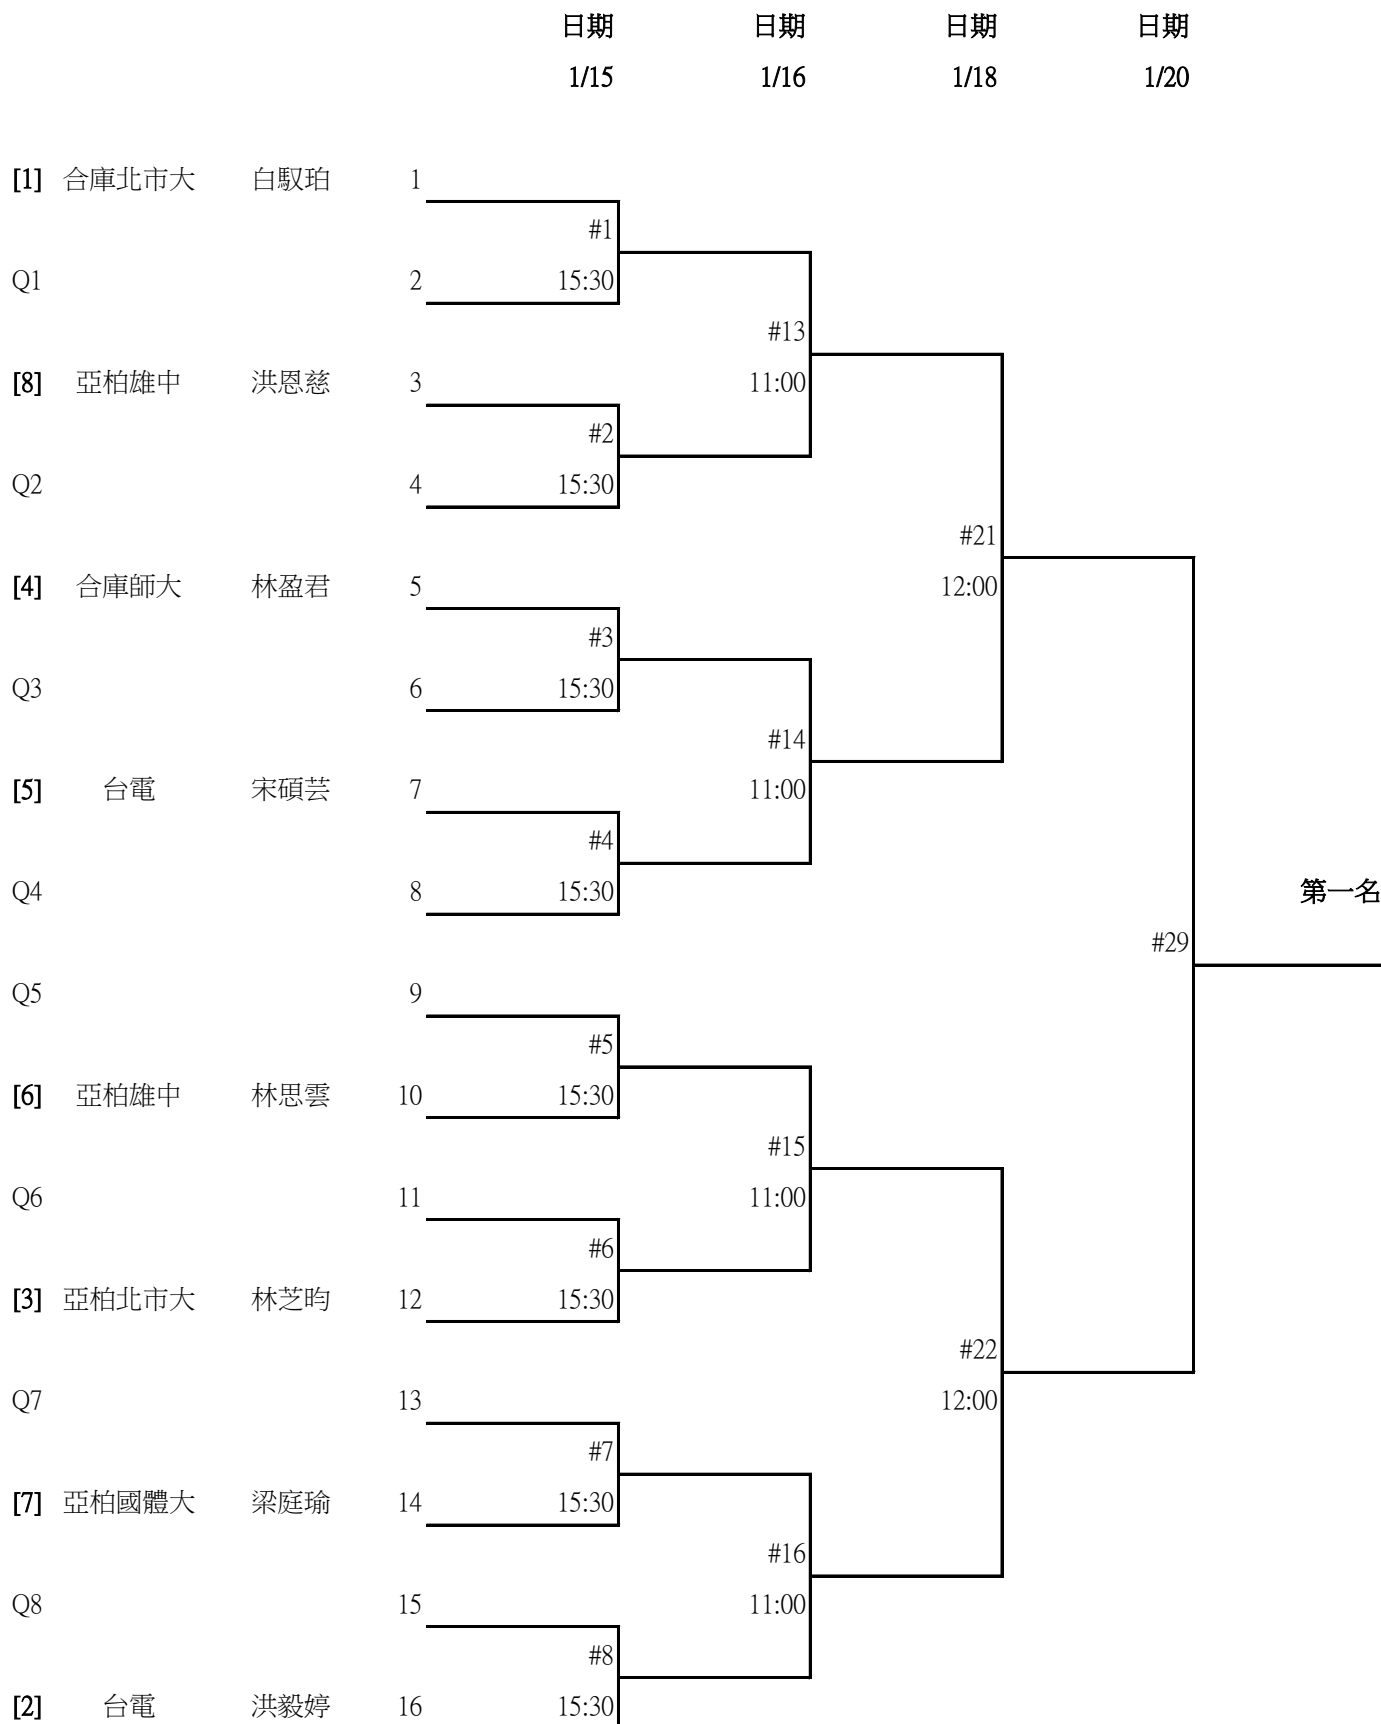 日期 日期 日期 日期
1/15 1/16 1/18 1/20
[1] 合庫北市大 白馭珀 1
#1
Q1 2 15:30
#13
[8] 亞柏雄中 洪恩慈 3 11:00
#2
Q2 4 15:30
#21
[4] 合庫師大 林盈君 5 12:00
#3
Q3 6 15:30
#14
[5] 台電 宋碩芸 7 11:00
#4
Q4 8 15:30 第一名
#29
Q5 9
#5
[6] 亞柏雄中 林思雲 10 15:30
#15
Q6 11 11:00
#6
[3] 亞柏北市大 林芝昀 12 15:30
#22
Q7 13 12:00
#7
[7] 亞柏國體大 梁庭瑜 14 15:30
#16
Q8 15 11:00
#8
[2] 台電 洪毅婷 16 15:30